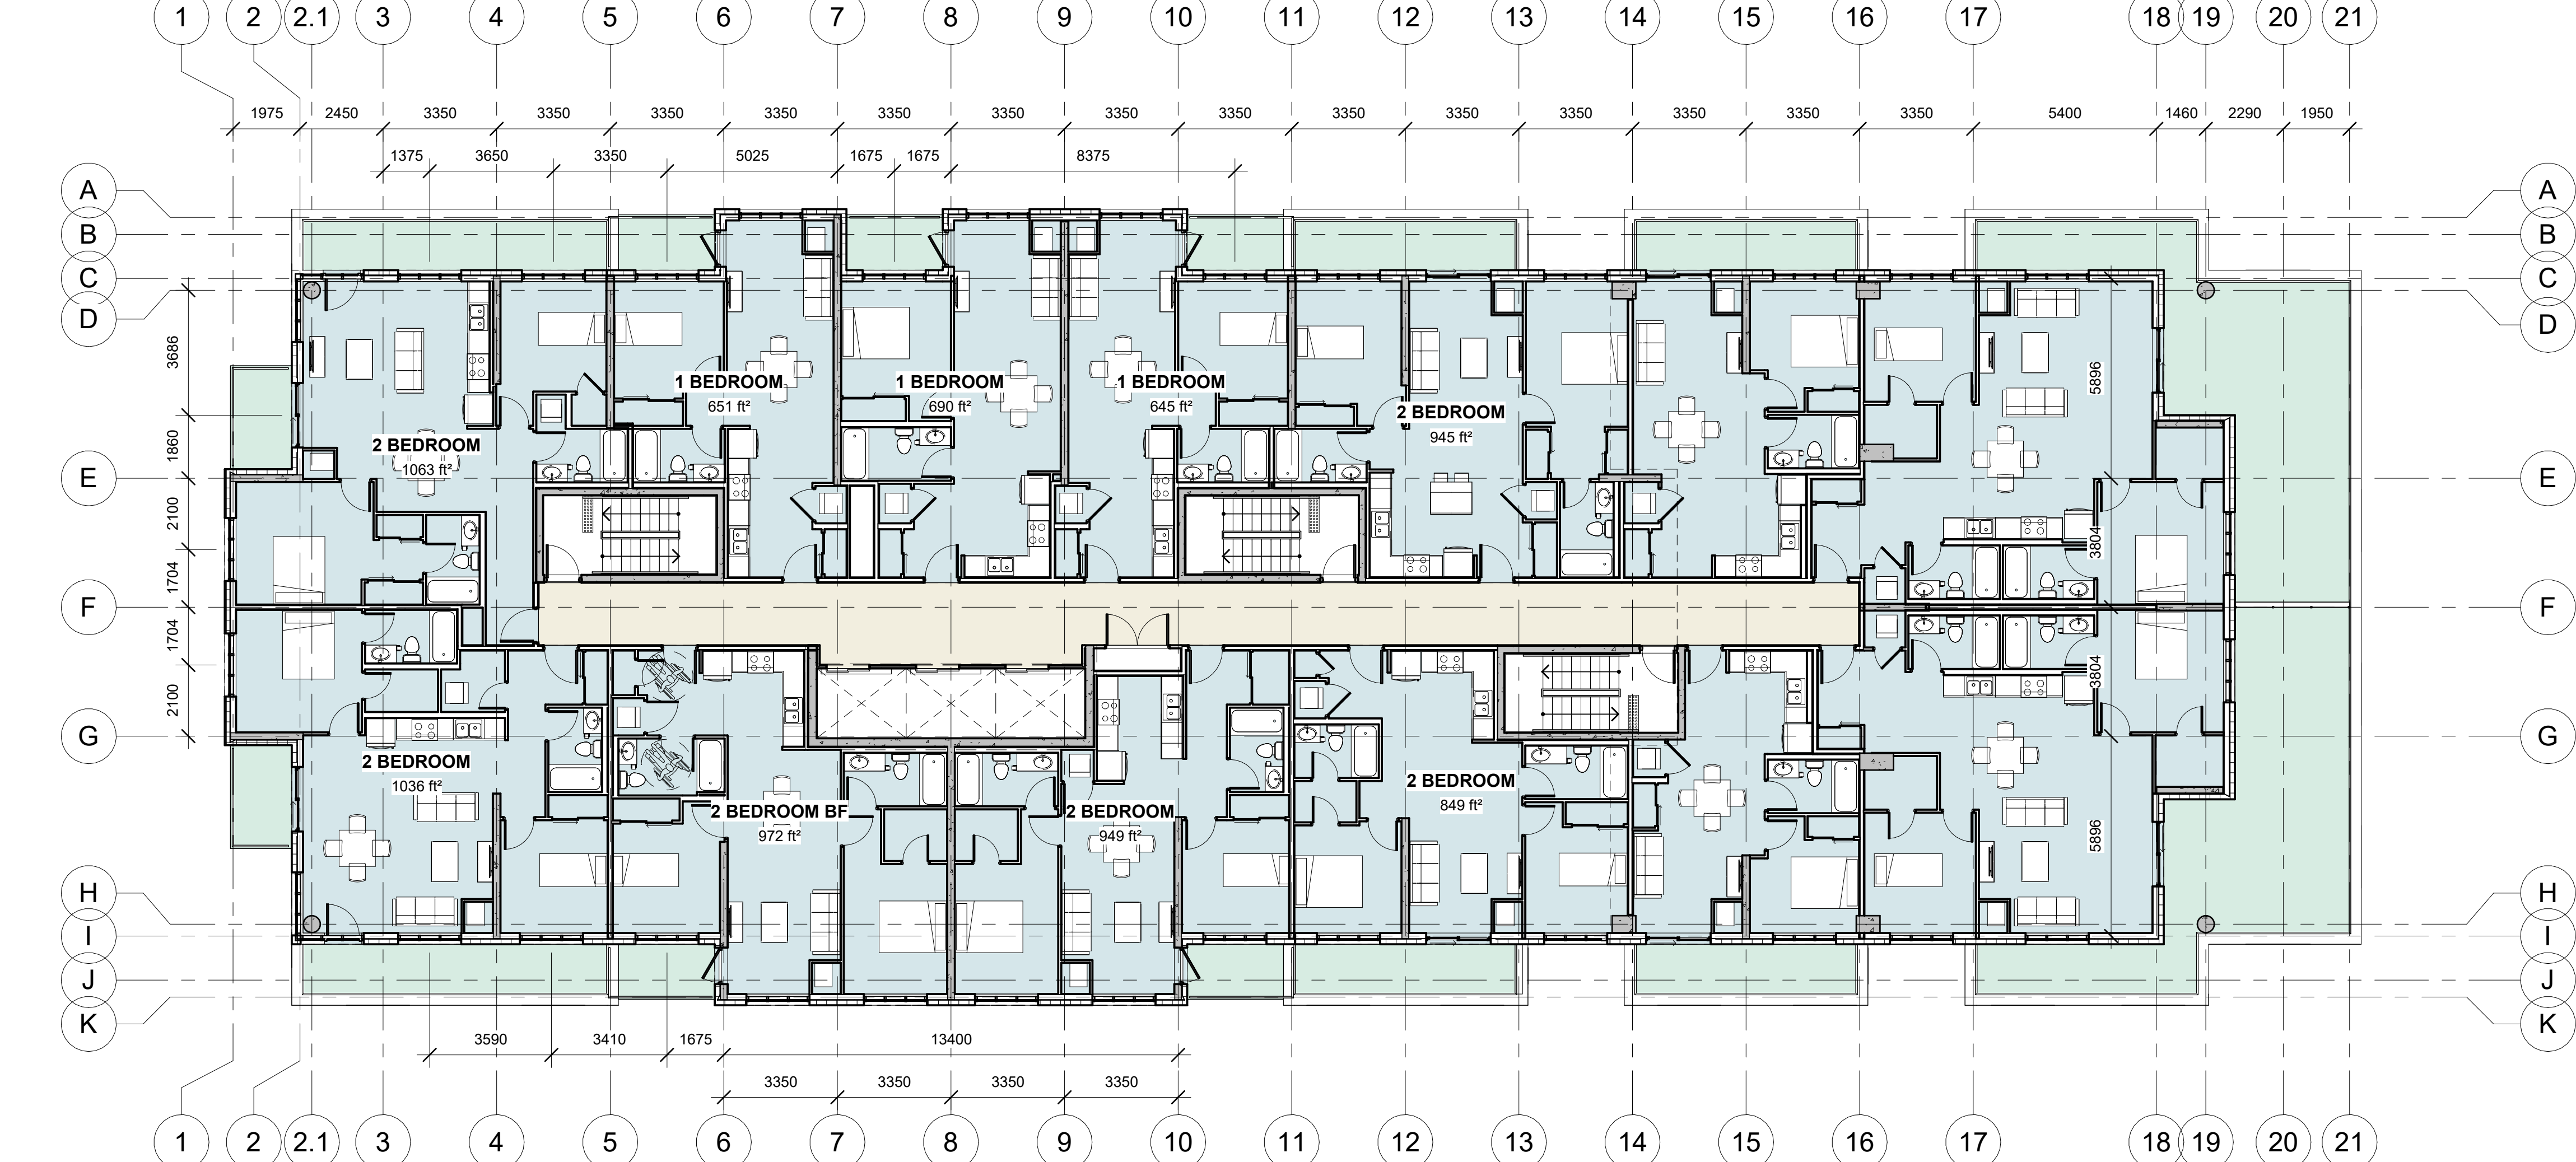 1 2 2.1 3 4 5 6 7 8 9 10 11 12 13 14 15 16 17 18 19 20 21
1975 2450 3350 3350 3350 3350 3350 3350 3350 3350 3350 3350 3350 3350 3350 3350 5400 1460 2290 1950
1375 3650 3350 5025 1675 1675 8375
A A
B B
C C
D D
3686
1860
2100
1704
1704
2100
E E
F F
G G
H H
I I
J J
K K
2 BEDROOM
1063 ft²
1 BEDROOM
651 ft²
1 BEDROOM
690 ft²
1 BEDROOM
645 ft²
2 BEDROOM
945 ft²
5896
3804
3804
5896
2 BEDROOM
1036 ft²
2 BEDROOM BF
972 ft²
2 BEDROOM
949 ft²
2 BEDROOM
849 ft²
3590 3410 1675 13400
3350 3350 3350 3350
1 2 2.1 3 4 5 6 7 8 9 10 11 12 13 14 15 16 17 18 19 20 21